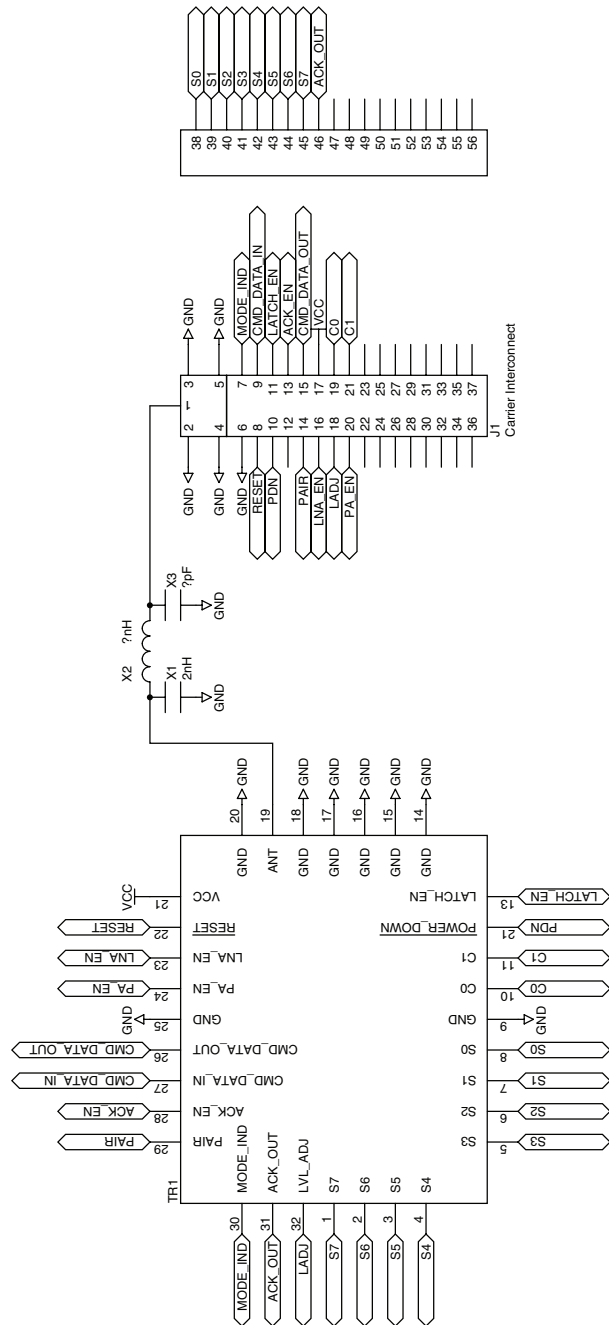 38 S0
39 S1
40 S2
41 S3
42 S4
43 S5
44 S6
45 S7
46 ACK_OUT
47
48
49
50
51
52
53
54
55
56
GND
GND
3
5
1
2
4
GND
GND
GND
6 7 MODE_IND
RESET 8 9 CMD_DATA_IN
PDN 10 11 LATCH_EN
12 13 ACK_EN
PAIR 14 15 CMD_DATA_OUT
LNA_EN 16 17 VCC
LADJ 18 19 C0
PA_EN 20 21 C1
22 23
24 25
26 27
28 29
30 31
32 33
34 35
36 37
J1
Carrier Interconnect
X3
?pF
GND
?nH
X2
X1
2nH
GND
20 GND GND
19 ANT
18 GND GND
17 GND GND
16 GND GND
15 GND GND
14 GND GND
VCC 21 VCC
RESET 22 RESET
LNA_EN 23 LNA_EN
PA_EN 24 PA_EN
GND 25 GND
CMD_DATA_OUT 26 CMD_DATA_OUT
CMD_DATA_IN 27 CMD_DATA_IN
ACK_EN 28 ACK_EN
PAIR 29 PAIR
LATCH_EN 13 LATCH_EN
POWER_DOWN 21 PDN
C1 11 C1
C0 10 C0
GND 9 GND
S0 8 S0
S1 7 S1
S2 6 S2
S3 5 S3
TR1
MODE_IND 30 MODE_IND
ACK_OUT 31 ACK_OUT
LADJ 32 LVL_ADJ
S7 1 S7
S6 2 S6
S5 3 S5
S4 4 S4